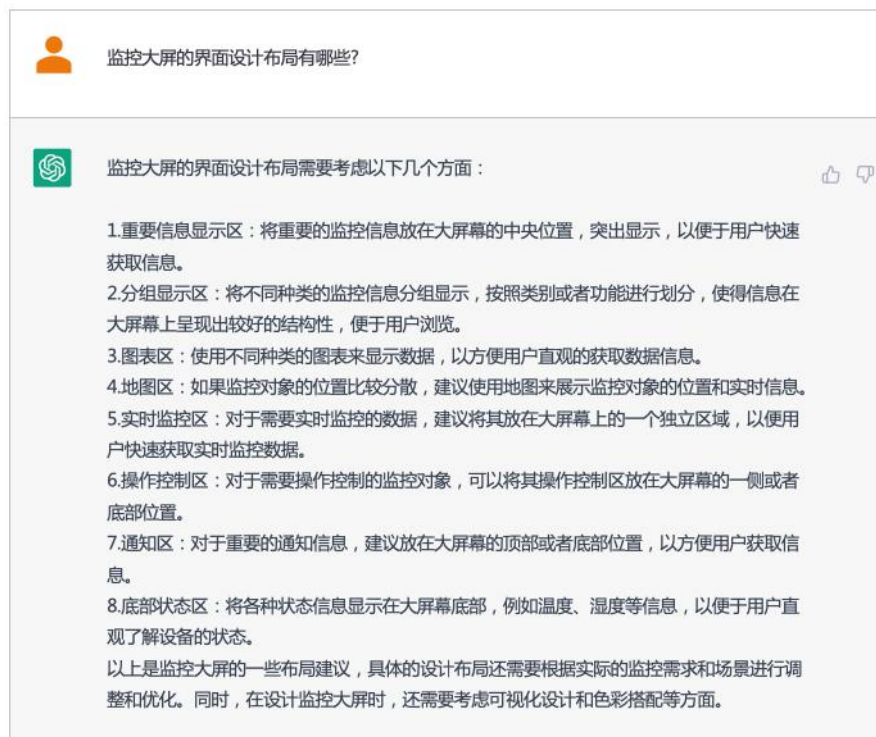 监控大屏的界面设计布局有哪些?
监控大屏的界面设计布局需要考虑以下几个方面：
1.重要信息显示区：将重要的监控信息放在大屏幕的中央位置，突出显示，以便于用户快速
获取信息。
2.分组显示区：将不同种类的监控信息分组显示，按照类别或者功能进行划分，使得信息在
大屏幕上呈现出较好的结构性，便于用户浏览。
3.图表区：使用不同种类的图表来显示数据，以方便用户直观的获取数据信息。
4.地图区：如果监控对象的位置比较分散，建议使用地图来展示监控对象的位置和实时信息。
5.实时监控区：对于需要实时监控的数据，建议将其放在大屏幕上的一个独立区域，以便用
户快速获取实时监控数据。
6.操作控制区：对于需要操作控制的监控对象，可以将其操作控制区放在大屏幕的一侧或者
底部位置。
7.通知区：对于重要的通知信息，建议放在大屏幕的顶部或者底部位置，以方便用户获取信
息。
8.底部状态区：将各种状态信息显示在大屏幕底部，例如温度、湿度等信息，以便于用户直
观了解设备的状态。
以上是监控大屏的一些布局建议，具体的设计布局还需要根据实际的监控需求和场景进行调
整和优化。同时，在设计监控大屏时，还需要考虑可视化设计和色彩搭配等方面。